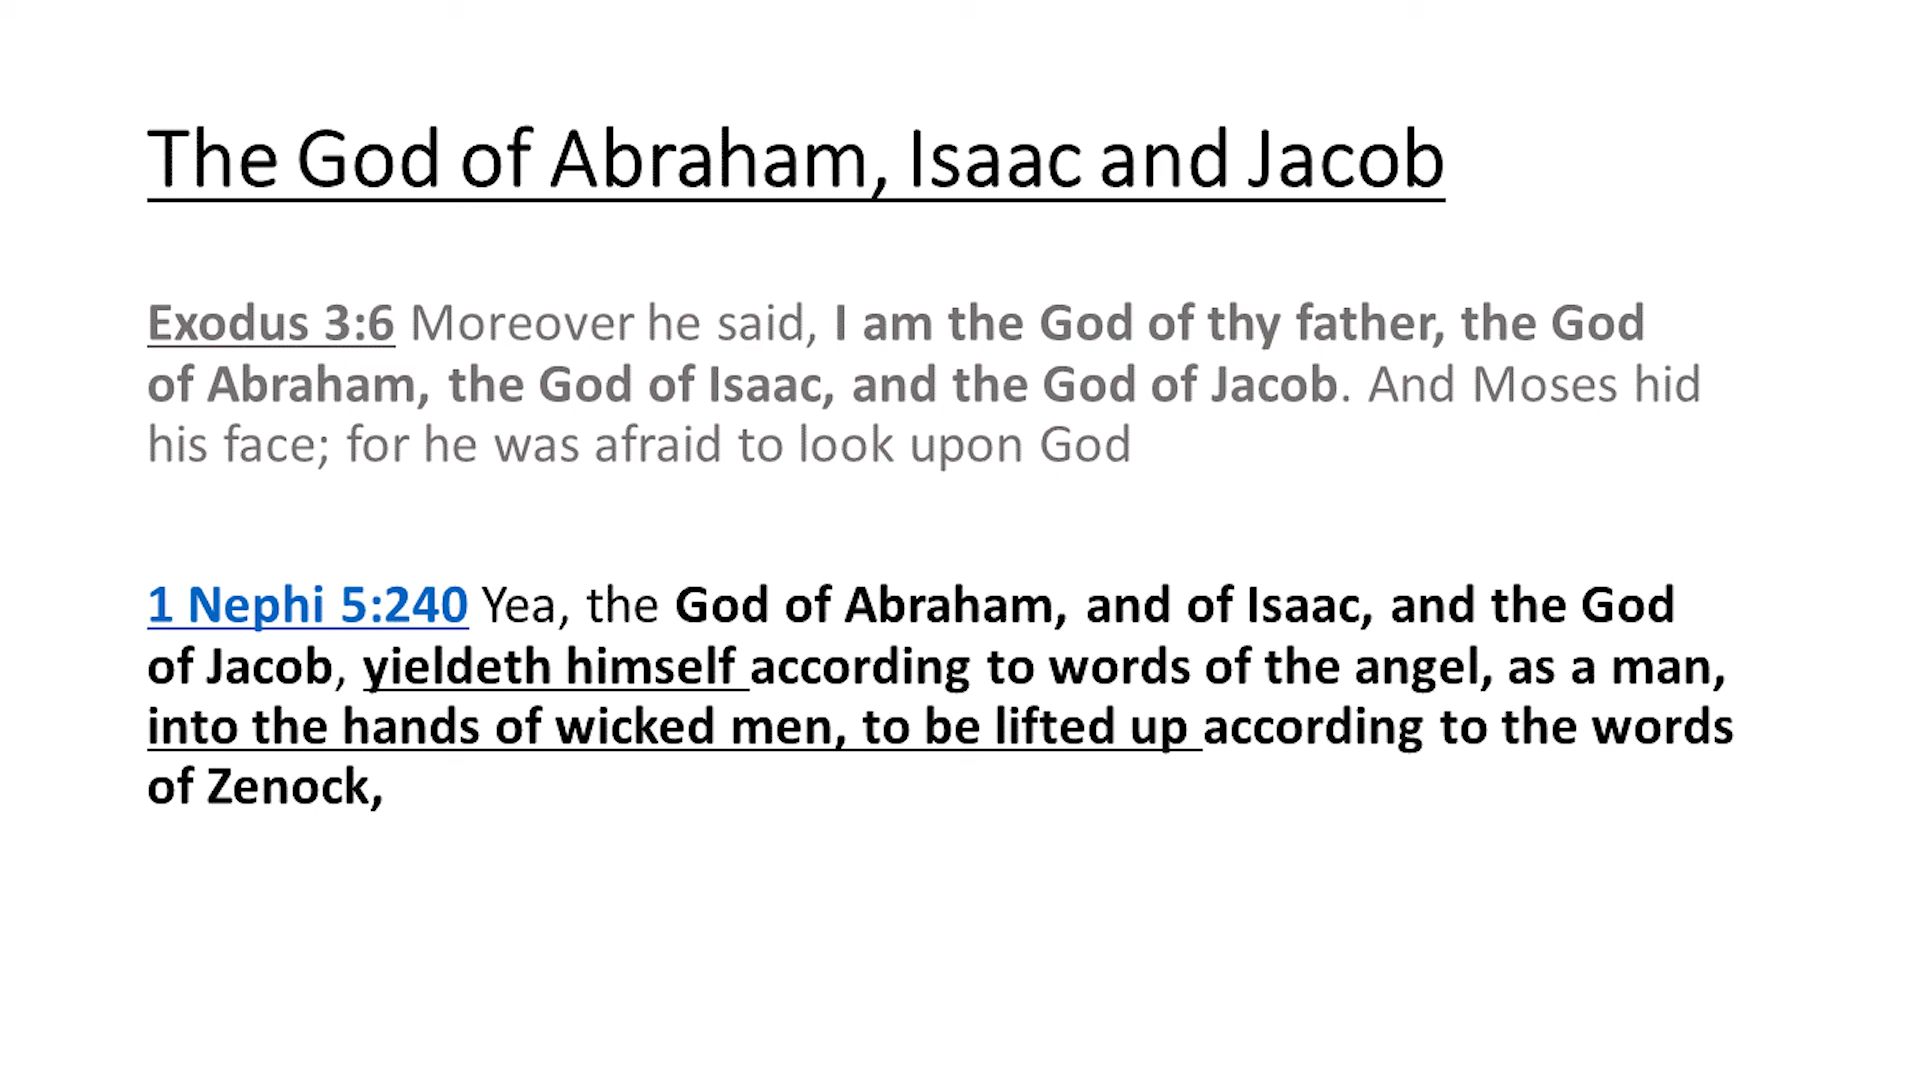 The God of Abraham, Isaac and Jacob
Exodus 3:6 Moreover he said, I am the God of thy father, the God
of Abraham, the God of Isaac, and the God of Jacob. And Moses hid
his face; for he was afraid to look upon God
1 Nephi 5:240 Yea, the God of Abraham, and of Isaac, and the God
of Jacob, yieldeth himself according to words of the angel, as a man,
into the hands of wicked men, to be lifted up according to the words
of Zenock,